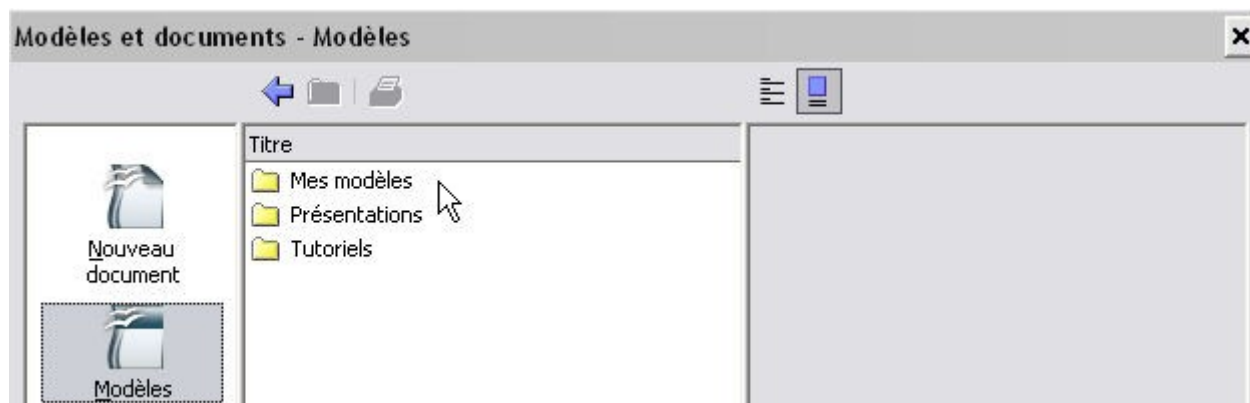 Modèles et documents - Modèles
Titre
Mes modèles
Présentations
Tutoriels
Nouveau
document
Modèles